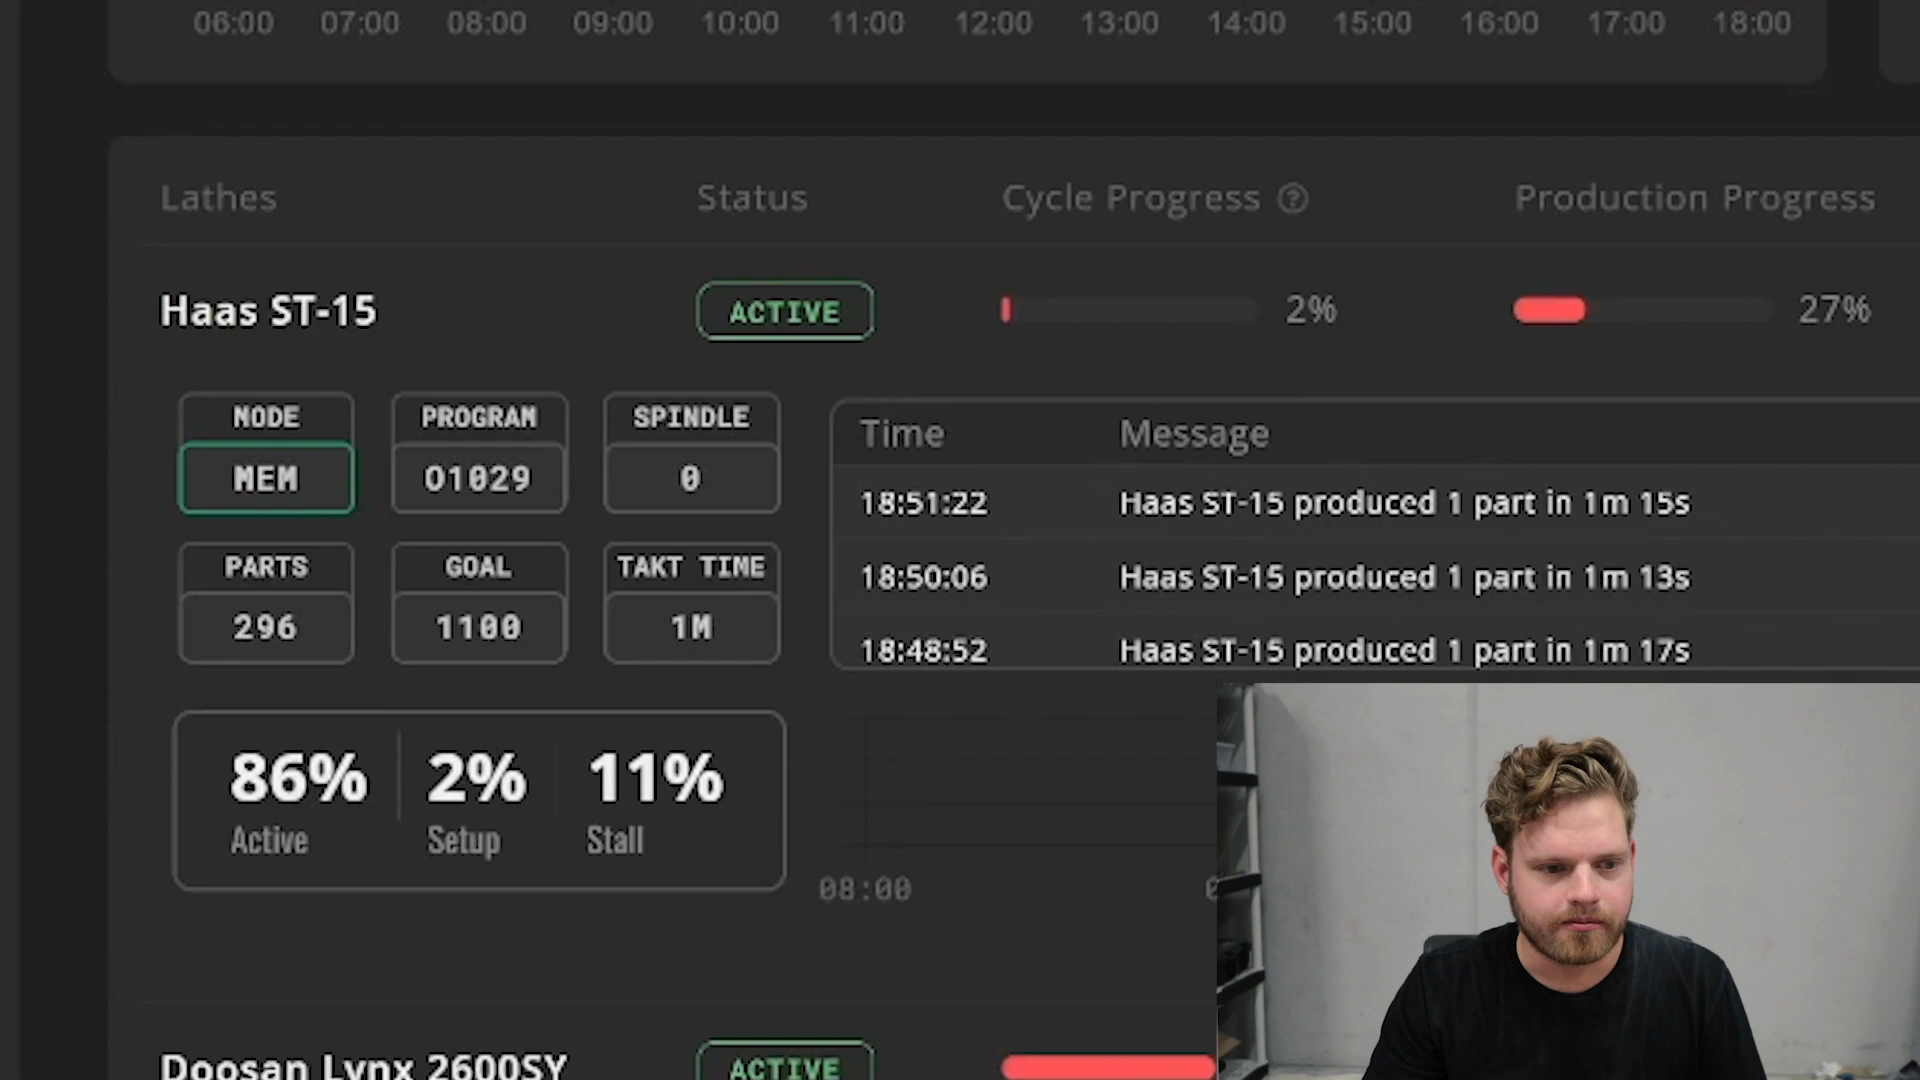 06:00 07:00 08:00 09:00 10:00 11:00 12:00 13:00 14:00 15:00 16:00 17:00 18:00
Lathes Status Cycle Progress ? Production Progress
Haas ST-15 ACTIVE 2% 27%
MODE PROGRAM SPINDLE
MEM O1029 0
PARTS GOAL TAKT TIME
296 1100 1M
Time Message
18:51:22 Haas ST-15 produced 1 part in 1m 15s
18:50:06 Haas ST-15 produced 1 part in 1m 13s
18:48:52 Haas ST-15 produced 1 part in 1m 17s
86% 2% 11%
Active Setup Stall
08:00
Doosan Lynx 2600SY ACTIVE